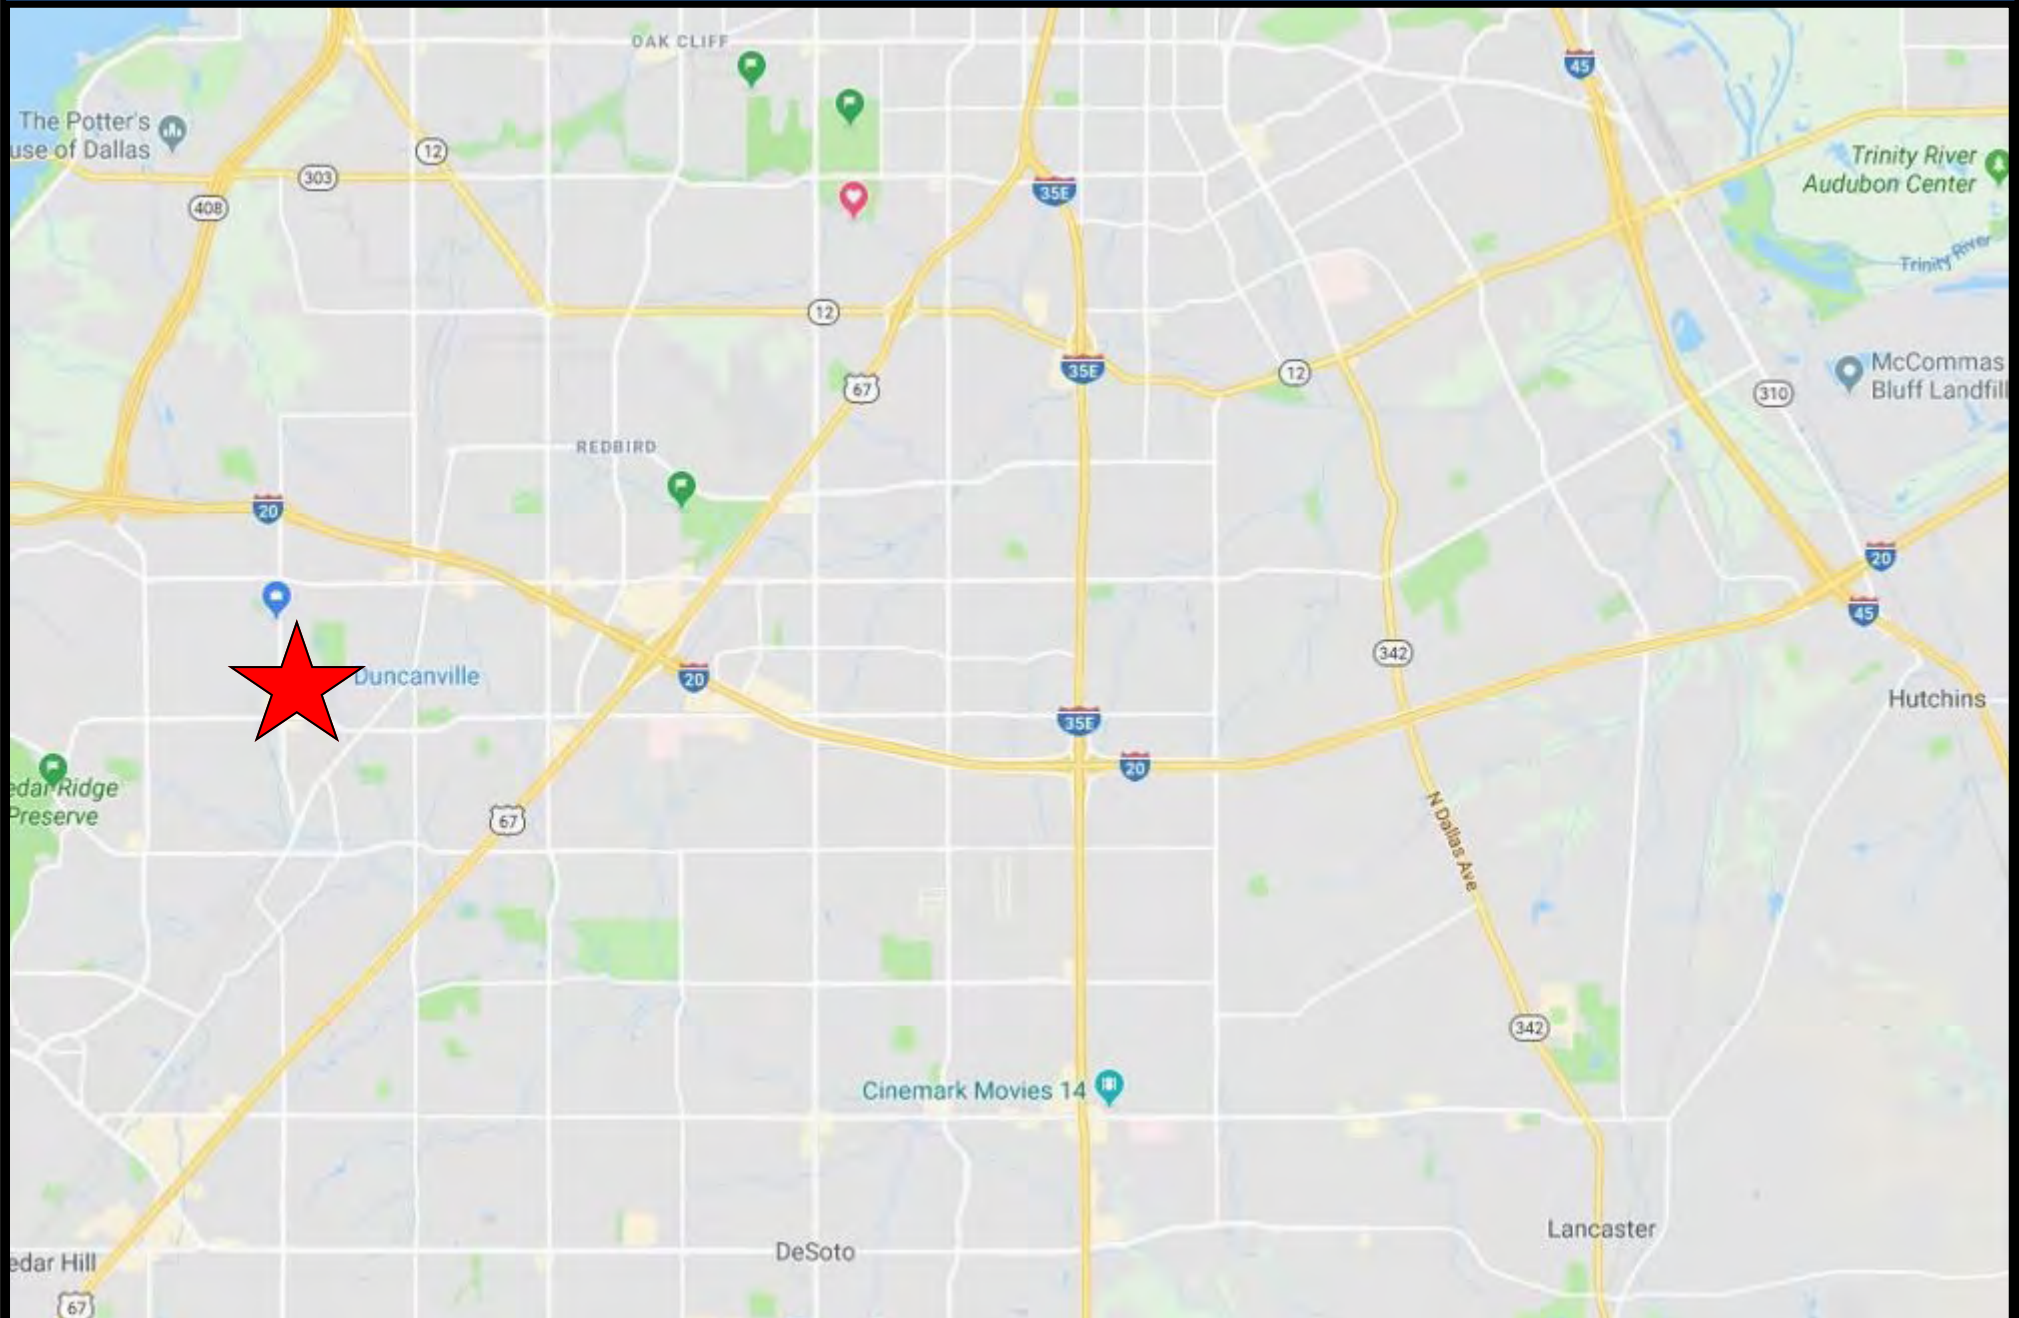 OAK CLIFF
45
The Potter's
use of Dallas
12
303
408
35E
Trinity River
Audubon Center
Trinity River
12
67
35E
12
310
McCommas
Bluff Landfill
REDBIRD
20
20
45
Duncanville
20
342
Hutchins
35E
20
edar Ridge
Preserve
67
N Dallas Ave
342
Cinemark Movies 14
Lancaster
DeSoto
edar Hill
67